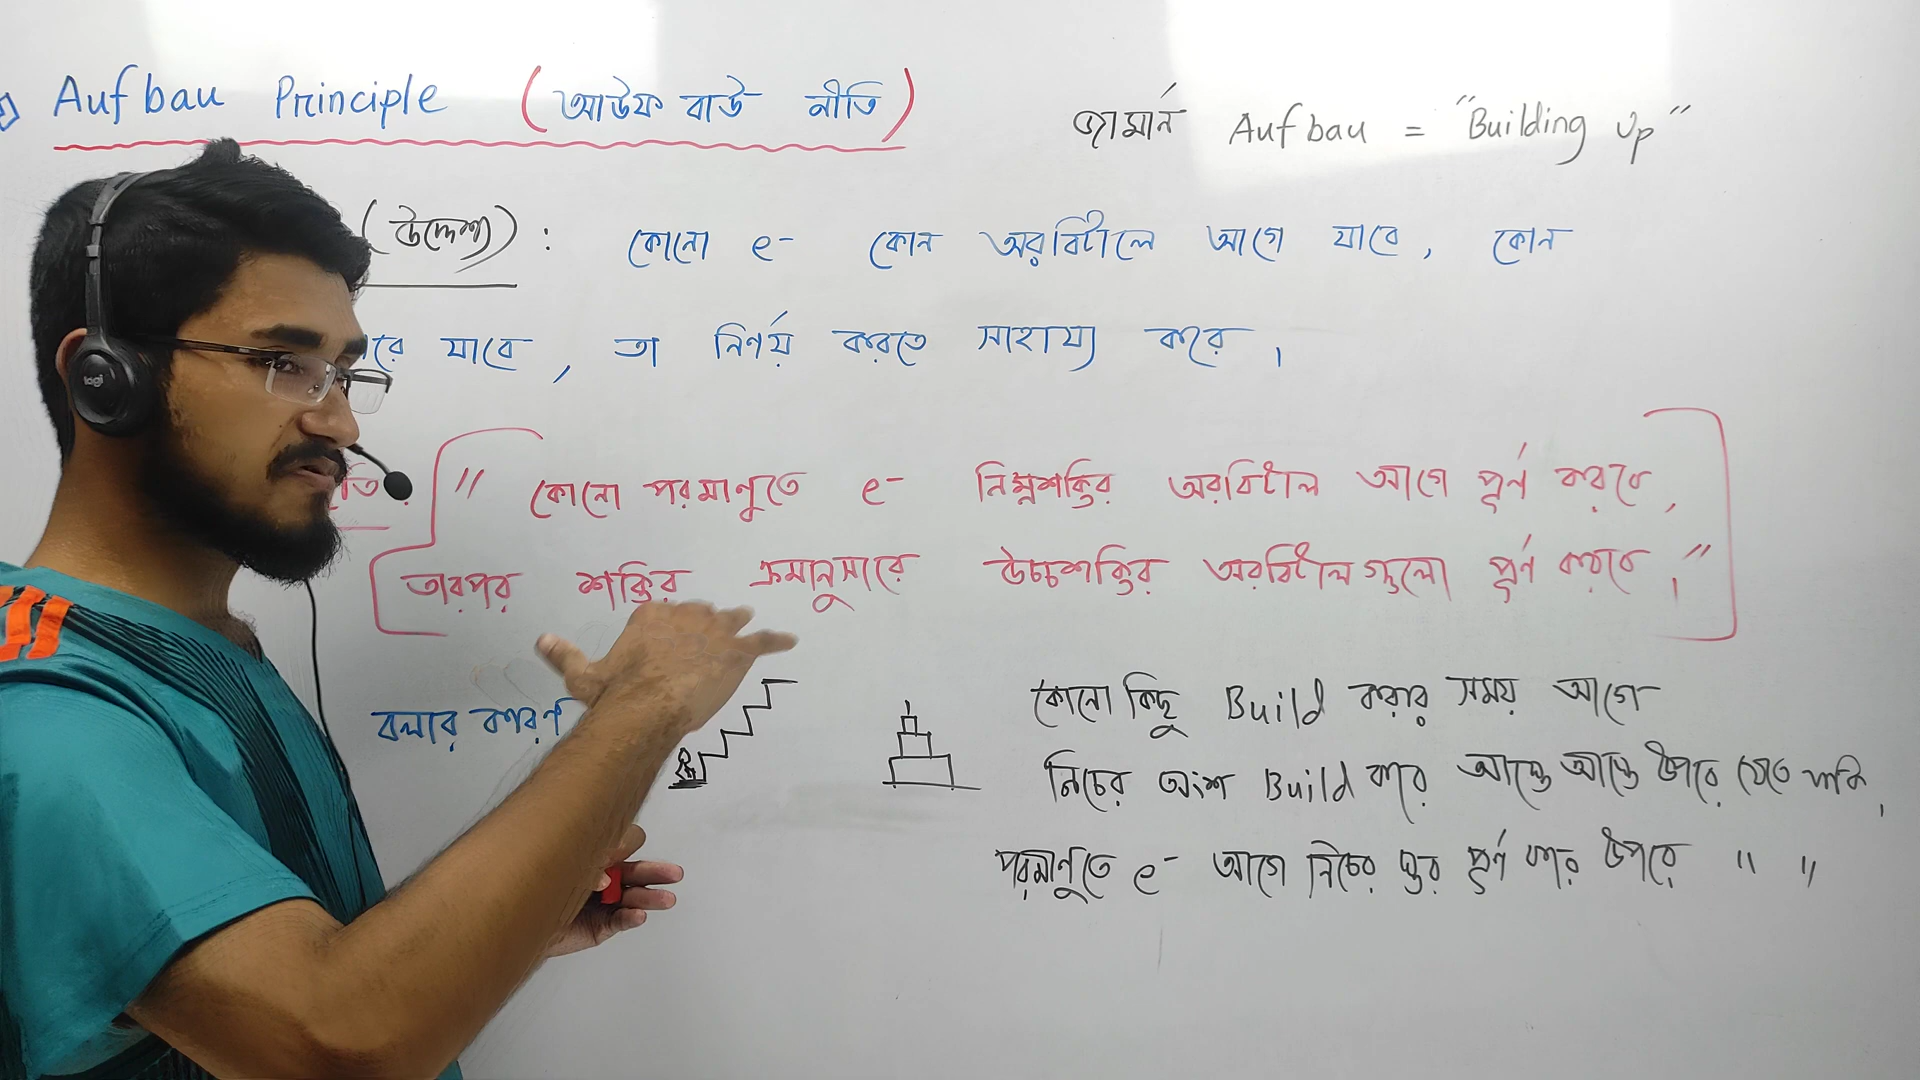 Aufbau Principle (আউফ বাউ নীতি)
জার্মান Aufbau = "Building up"
(উদ্দেশ্য) : কোনো e- কোন অরবিটালে আগে যাবে, কোন
যাবে, তা নির্ণয় করতে সাহায্য করে।
" কোনো পরমাণুতে e- নিম্নশক্তির অরবিটাল আগে পূর্ণ করবে,
তারপর শক্তির ক্রমানুসারে উচ্চশক্তির অরবিটালগুলো পূর্ণ করবে।"
বলার কারণ
কোনো কিছু Build করার সময় আগে
নিচের অংশ Build করে আস্তে আস্তে উপরে যেতে থাকি,
পরমাণুতে e- আগে নিচের স্তর পূর্ণ করে উপরে " "
logi